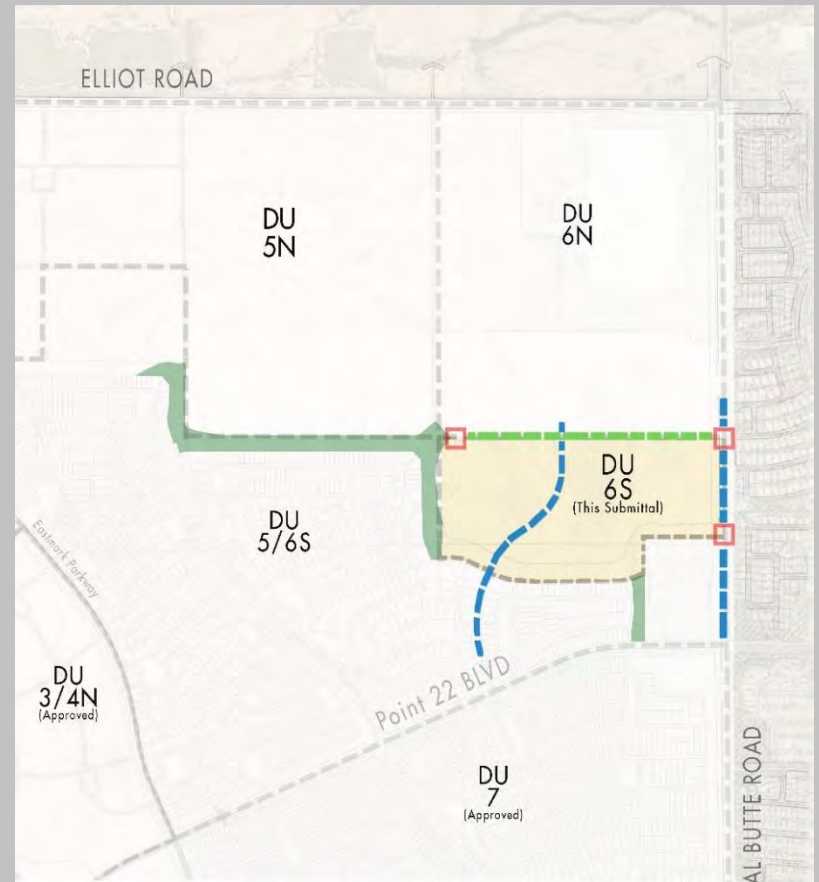 ELLIOT ROAD
DU
5N
DU
6N
DU
6S
(This Submittal)
DU
5/6S
Eastmark Parkway
DU
3/4N
(Approved)
Point 22 BLVD
DU
7
(Approved)
AL BUTTE ROAD